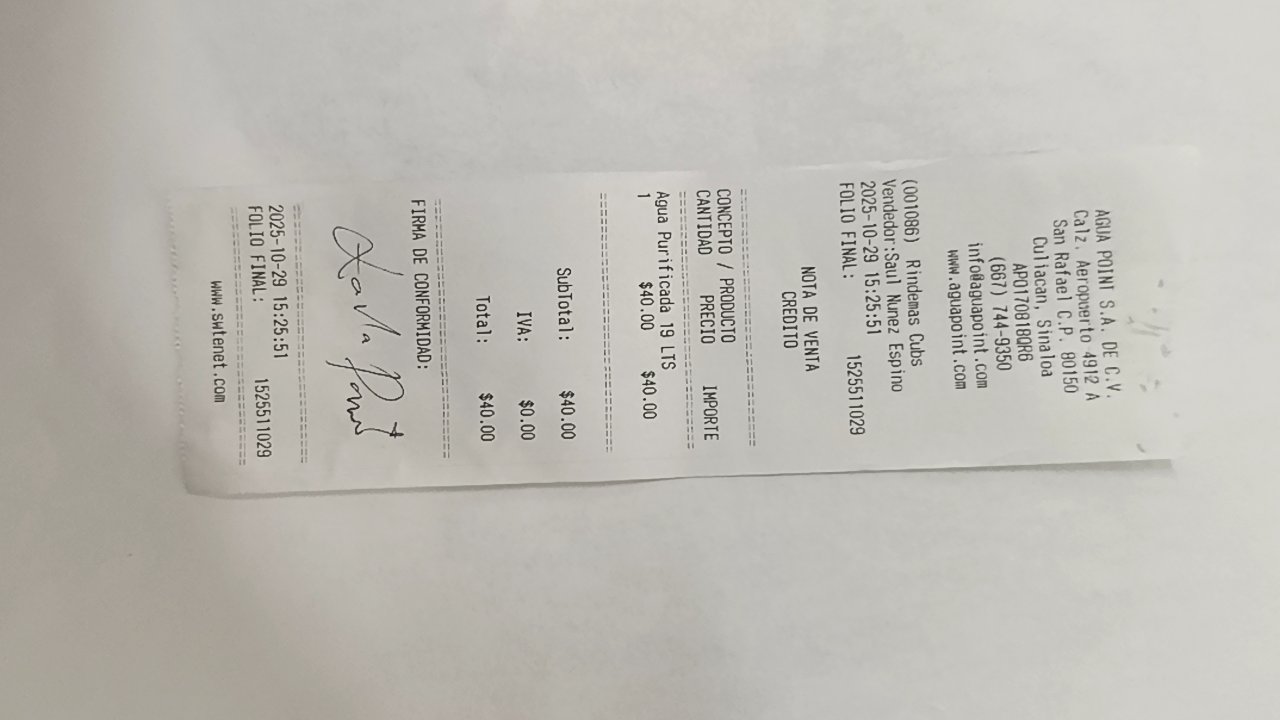 AGUA POINT S.A. DE C.V.
Calz. Aeropuerto 4912 A
San Rafael C.P. 80150
Culiacan, Sinaloa
APO170818QR6
(667) 744-9350
info@aguapoint.com
www.aguapoint.com
(001086) Rindemas Cubs
Vendedor:Saul Nunez Espino
2025-10-29 15:25:51
FOLIO FINAL: 1525511029
NOTA DE VENTA
CREDITO
==============================
CONCEPTO / PRODUCTO
CANTIDAD PRECIO IMPORTE
==============================
Agua Purificada 19 LTS
1 $40.00 $40.00
==============================
SubTotal: $40.00
IVA: $0.00
Total: $40.00
==============================
FIRMA DE CONFORMIDAD:
Karla
==============================
2025-10-29 15:25:51
FOLIO FINAL: 1525511029
==============================
www.swtenet.com